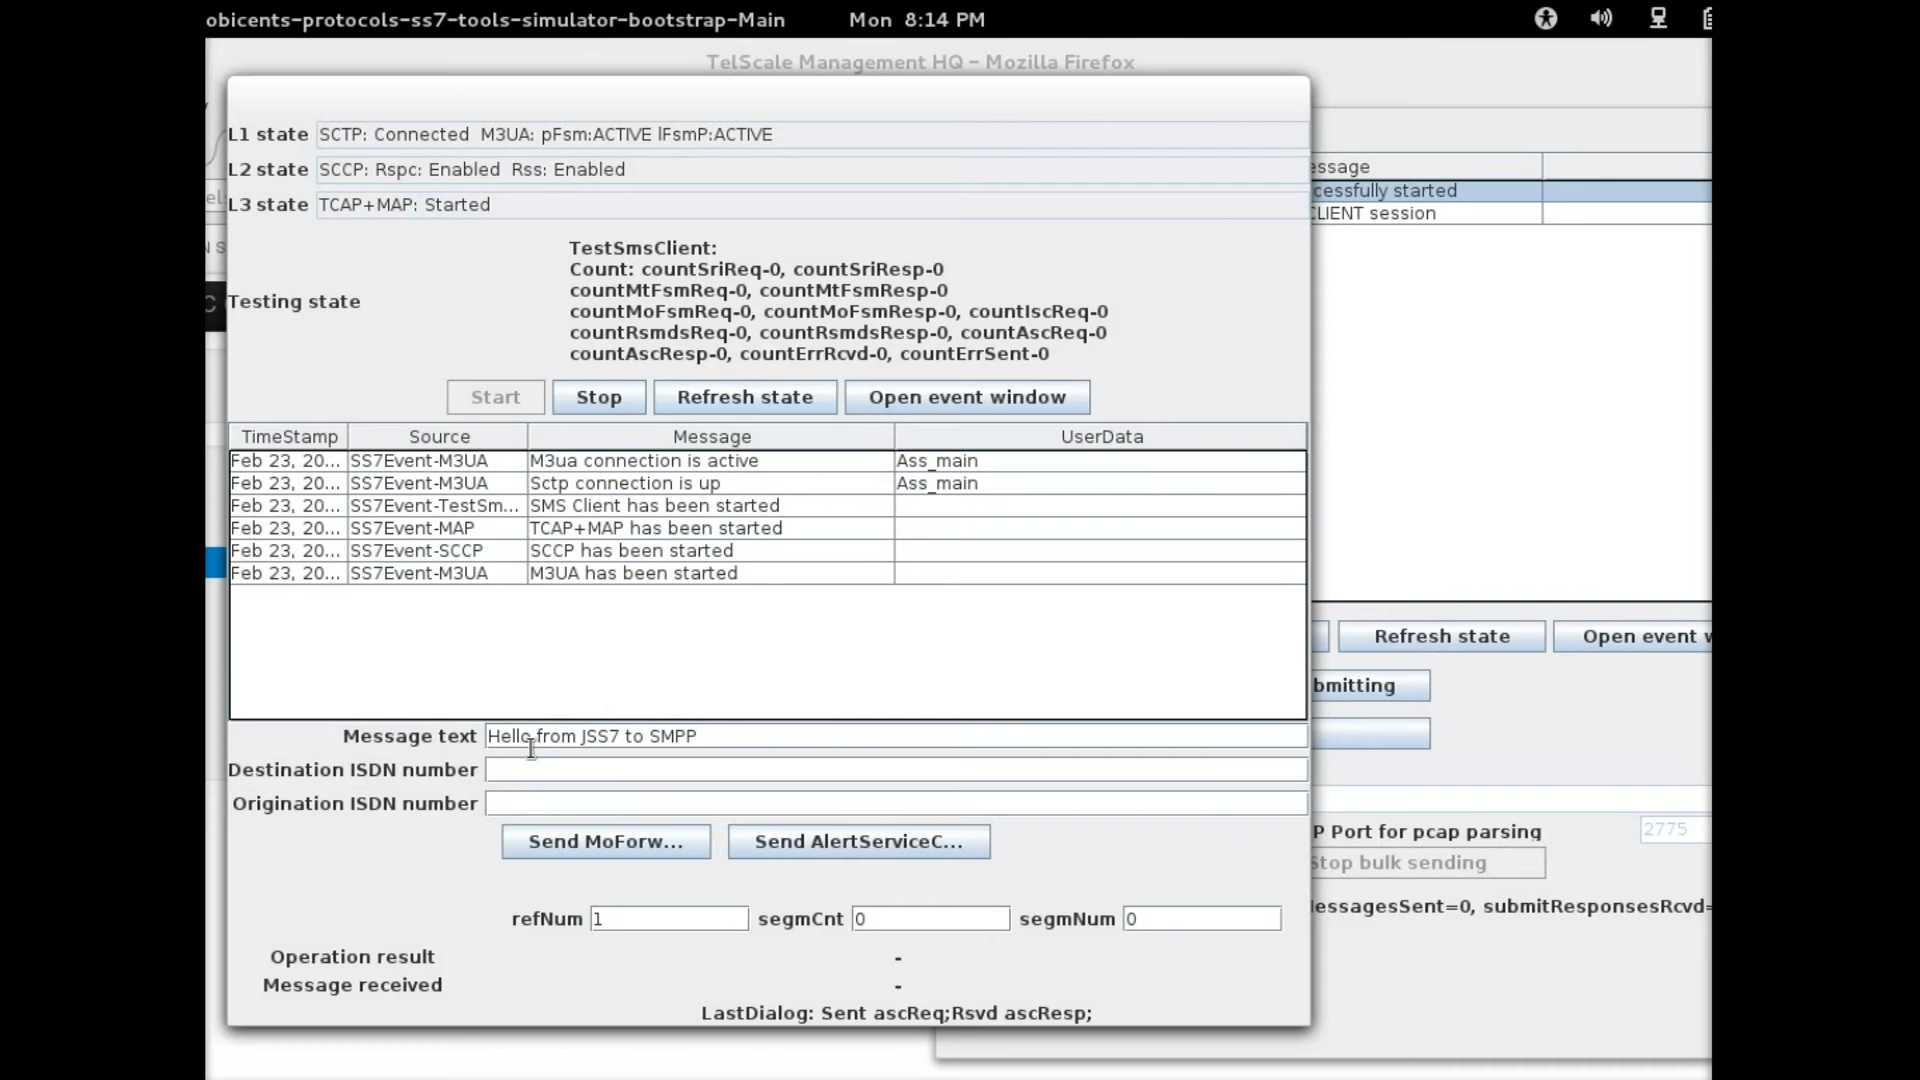 obicents-protocols-ss7-tools-simulator-bootstrap-Main Mon 8:14 PM
TelScale Management HQ – Mozilla Firefox
L1 state SCTP: Connected M3UA: pFsm:ACTIVE lFsmP:ACTIVE
L2 state SCCP: Rspc: Enabled Rss: Enabled
L3 state TCAP+MAP: Started
TestSmsClient:
Count: countSriReq-0, countSriResp-0
countMtFsmReq-0, countMtFsmResp-0
Testing state
countMoFsmReq-0, countMoFsmResp-0, countIscReq-0
countRsmdsReq-0, countRsmdsResp-0, countAscReq-0
countAscResp-0, countErrRcvd-0, countErrSent-0
Start Stop Refresh state Open event window
TimeStamp Source Message UserData
Feb 23, 20... SS7Event-M3UA M3ua connection is active Ass_main
Feb 23, 20... SS7Event-M3UA Sctp connection is up Ass_main
Feb 23, 20... SS7Event-TestSm... SMS Client has been started
Feb 23, 20... SS7Event-MAP TCAP+MAP has been started
Feb 23, 20... SS7Event-SCCP SCCP has been started
Feb 23, 20... SS7Event-M3UA M3UA has been started
Message text Hello from JSS7 to SMPP
Destination ISDN number
Origination ISDN number
Send MoForw... Send AlertServiceC...
refNum 1 segmCnt 0 segmNum 0
Operation result -
Message received -
LastDialog: Sent ascReq;Rsvd ascResp;
essage
cessfully started
CLIENT session
Refresh state Open event w
bmitting
P Port for pcap parsing 2775
Stop bulk sending
essagesSent=0, submitResponsesRcvd=